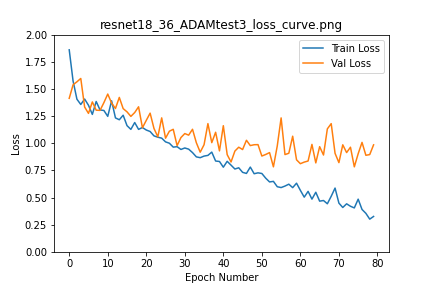 resnet18_36_ADAMtest3_loss_curve.png
Train Loss
Val Loss
2.00
1.75
1.50
1.25
1.00
0.75
0.50
0.25
0.00
Loss
0 10 20 30 40 50 60 70 80
Epoch Number